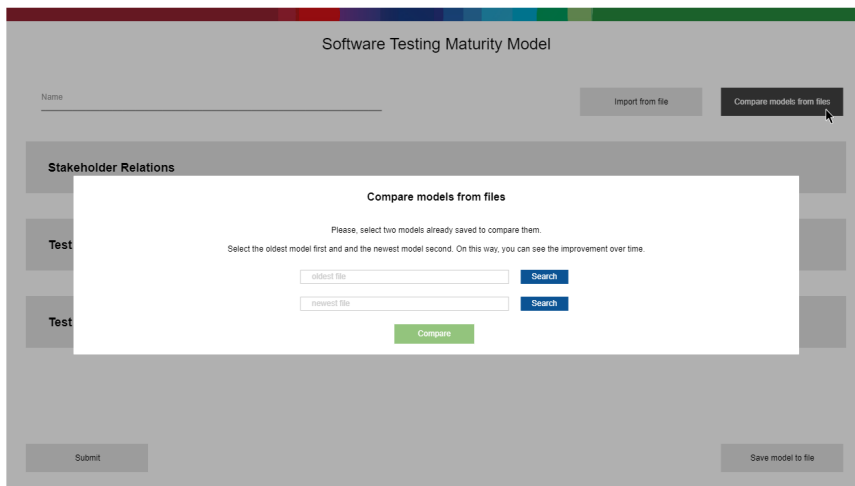 Software Testing Maturity Model
Name
Import from file
Compare models from files
Stakeholder Relations
Compare models from files
Please, select two models already saved to compare them.
Test
Select the oldest model first and and the newest model second. On this way, you can see the improvement over time.
oldest file
Search
newest file
Search
Test
Compare
Submit
Save model to file